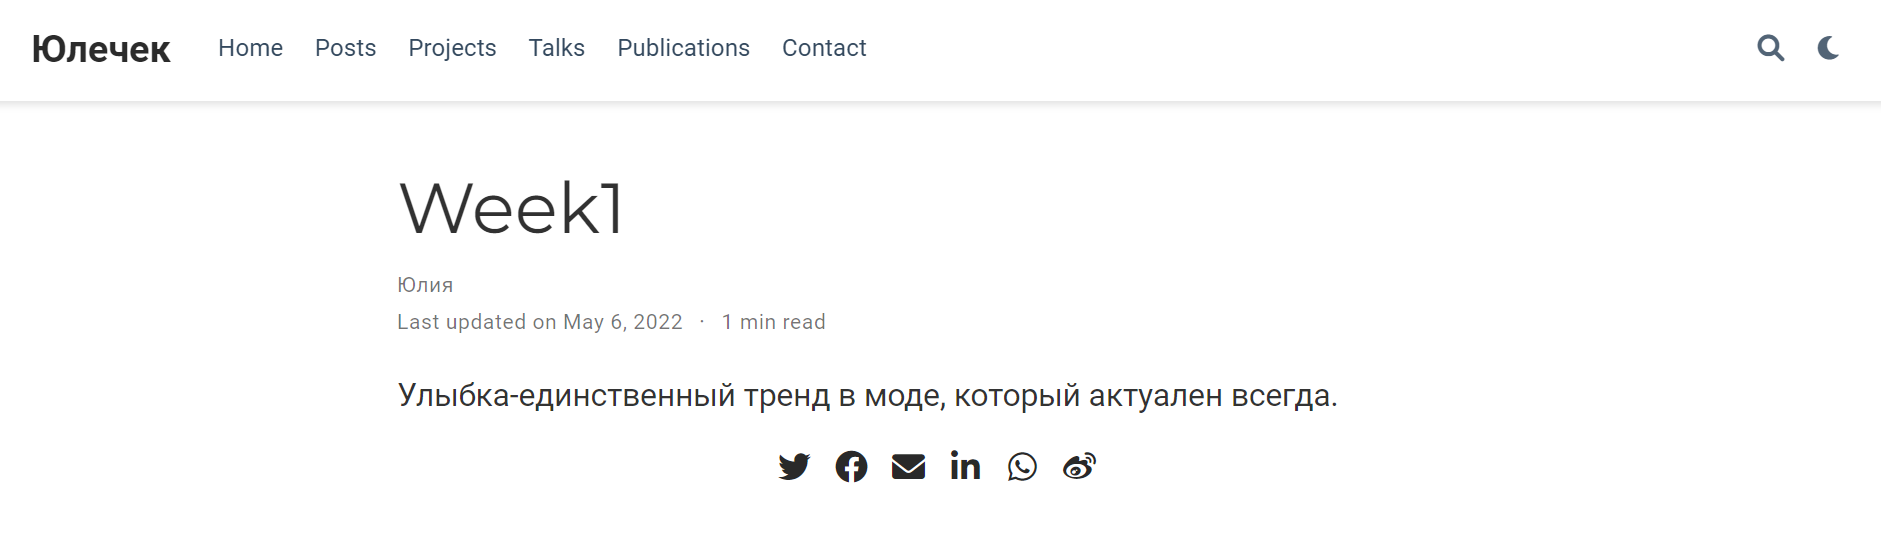 Юлечек Home Posts Projects Talks Publications Contact
Week1
Юлия
Last updated on May 6, 2022 · 1 min read
Улыбка-единственный тренд в моде, который актуален всегда.